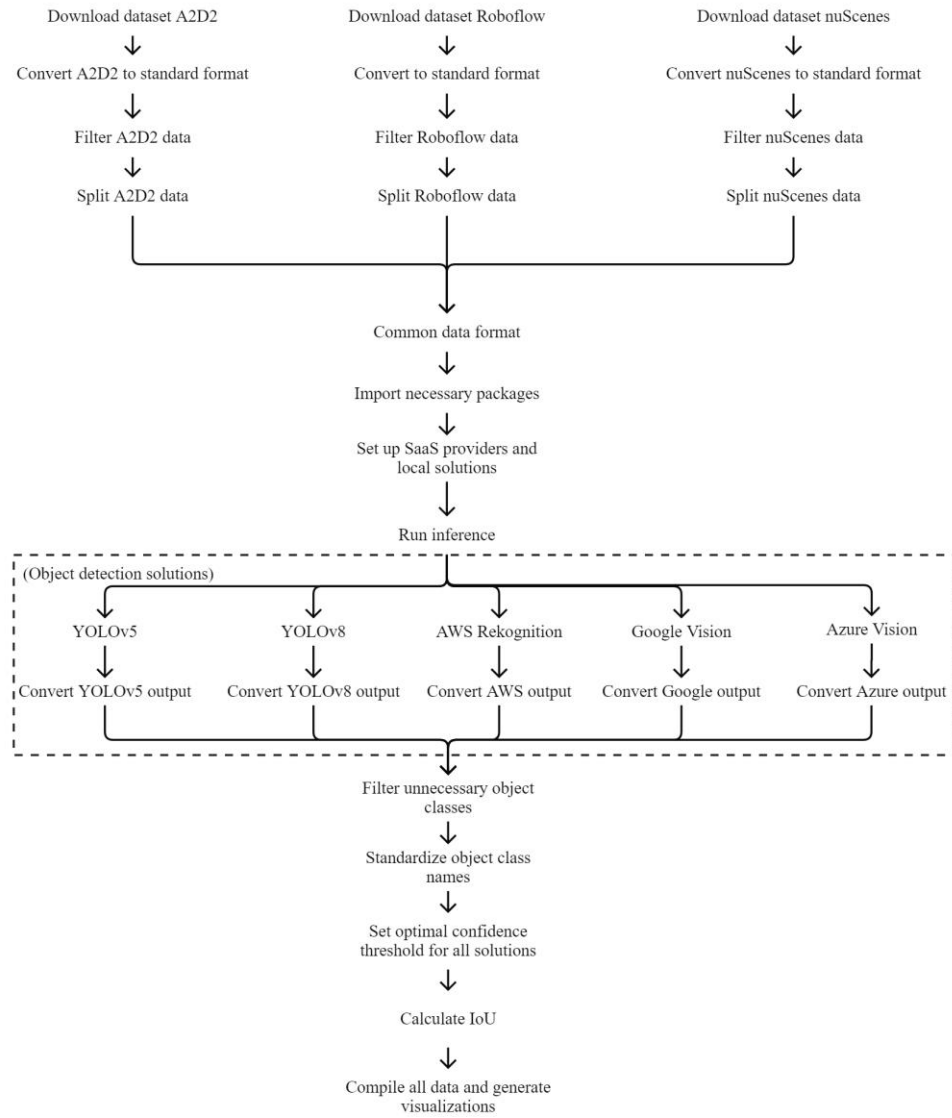 Download dataset A2D2
Download dataset Roboflow
Download dataset nuScenes
Convert A2D2 to standard format
Convert to standard format
Convert nuScenes to standard format
Filter A2D2 data
Filter Roboflow data
Filter nuScenes data
Split A2D2 data
Split Roboflow data
Split nuScenes data
Common data format
Import necessary packages
Set up SaaS providers and
local solutions
Run inference
(Object detection solutions)
YOLOv5
YOLOv8
AWS Rekognition
Google Vision
Azure Vision
Convert YOLOv5 output
Convert YOLOv8 output
Convert AWS output
Convert Google output
Convert Azure output
Filter unnecessary object
classes
Standardize object class
names
Set optimal confidence
threshold for all solutions
Calculate IoU
Compile all data and generate
visualizations